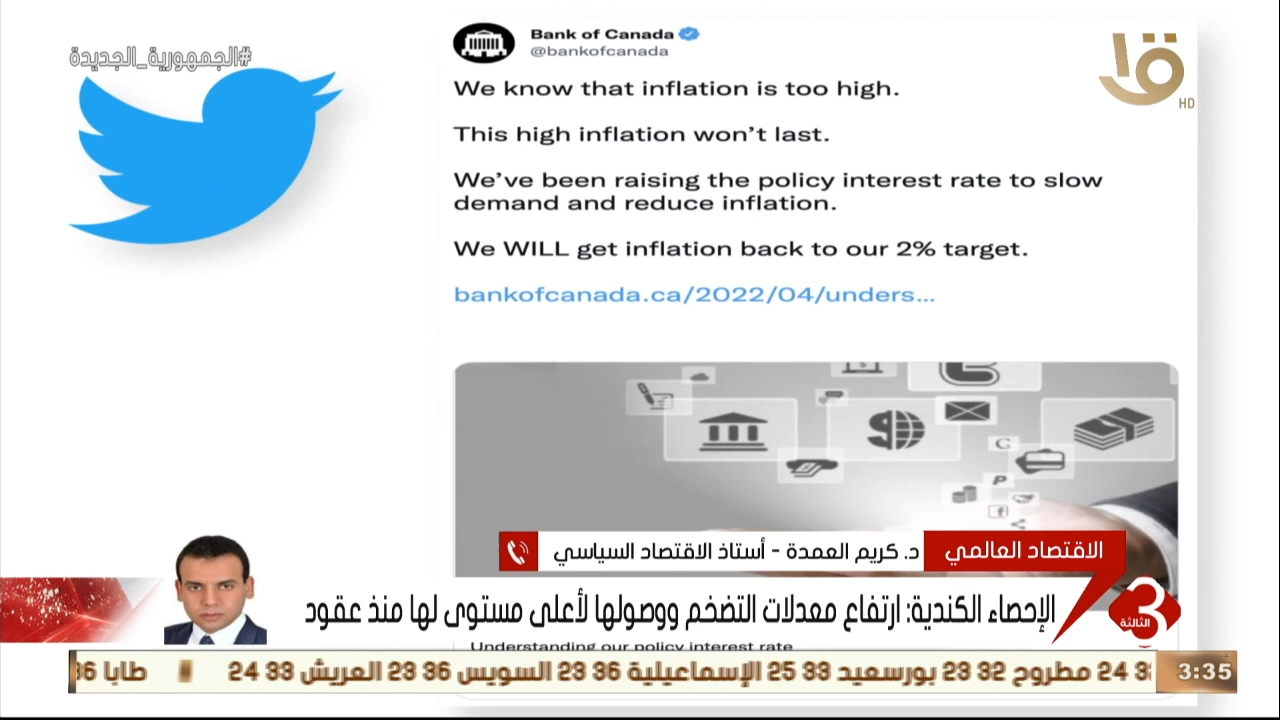 #الجمهورية_الجديدة
Bank of Canada
@bankofcanada
HD
We know that inflation is too high.
This high inflation won't last.
We've been raising the policy interest rate to slow
demand and reduce inflation.
We WILL get inflation back to our 2% target.
bankofcanada.ca/2022/04/unders...
الاقتصاد العالمي
د. كريم العمدة - أستاذ الاقتصاد السياسي
3 الثالثة
الإحصاء الكندية: ارتفاع معدلات التضخم ووصولها لأعلى مستوى لها منذ عقود
Understanding our policy interest rate
3:35
24 مطروح 32 23 بورسعيد 33 25 الإسماعيلية 36 23 السويس 36 23 العريش 33 24 طابا 36